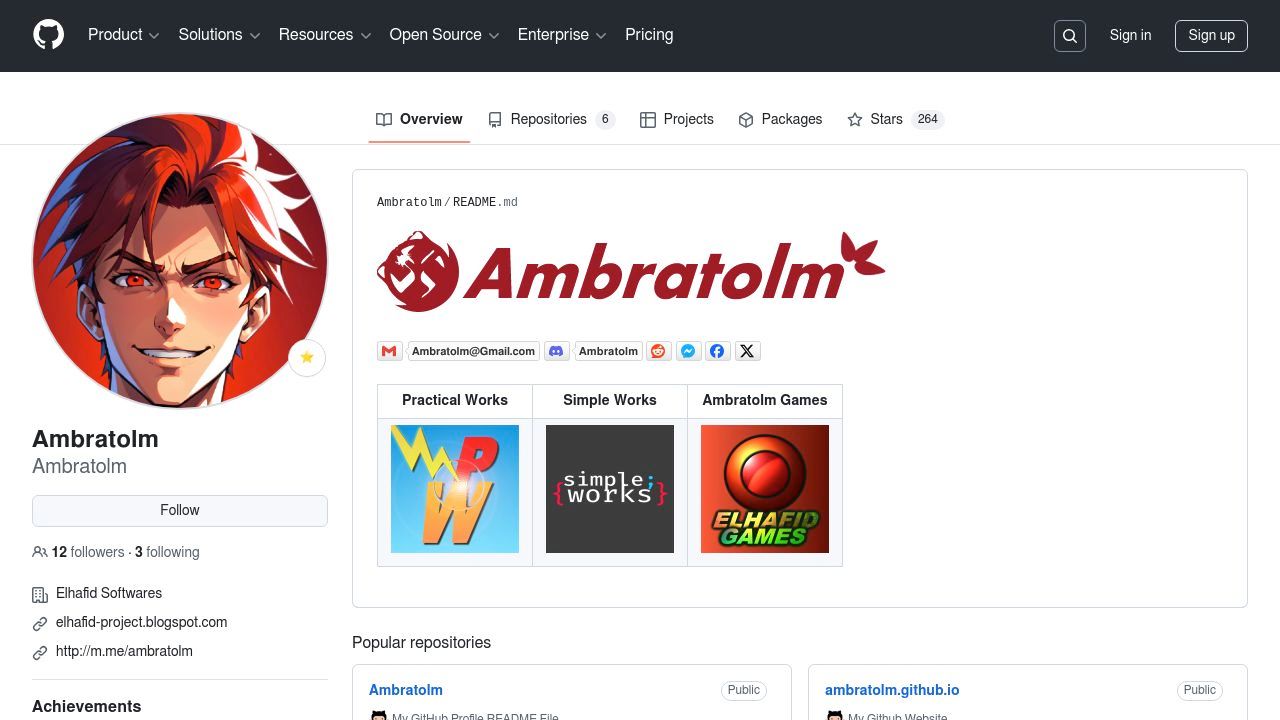 Product
Solutions
Resources
Open Source
Enterprise
Pricing
Sign in
Sign up
Overview
Repositories 6
Projects
Packages
Stars 264
Ambratolm
Ambratolm
Follow
12 followers · 3 following
Elhafid Softwares
elhafid-project.blogspot.com
http://m.me/ambratolm
Achievements
Ambratolm/README.md
Ambratolm
Ambratolm@Gmail.com
Ambratolm
Practical Works
Simple Works
Ambratolm Games
PW
simple;
{works}
ELHAFID
GAMES
Popular repositories
Ambratolm
Public
My GitHub Profile README File
ambratolm.github.io
Public
My Github Website